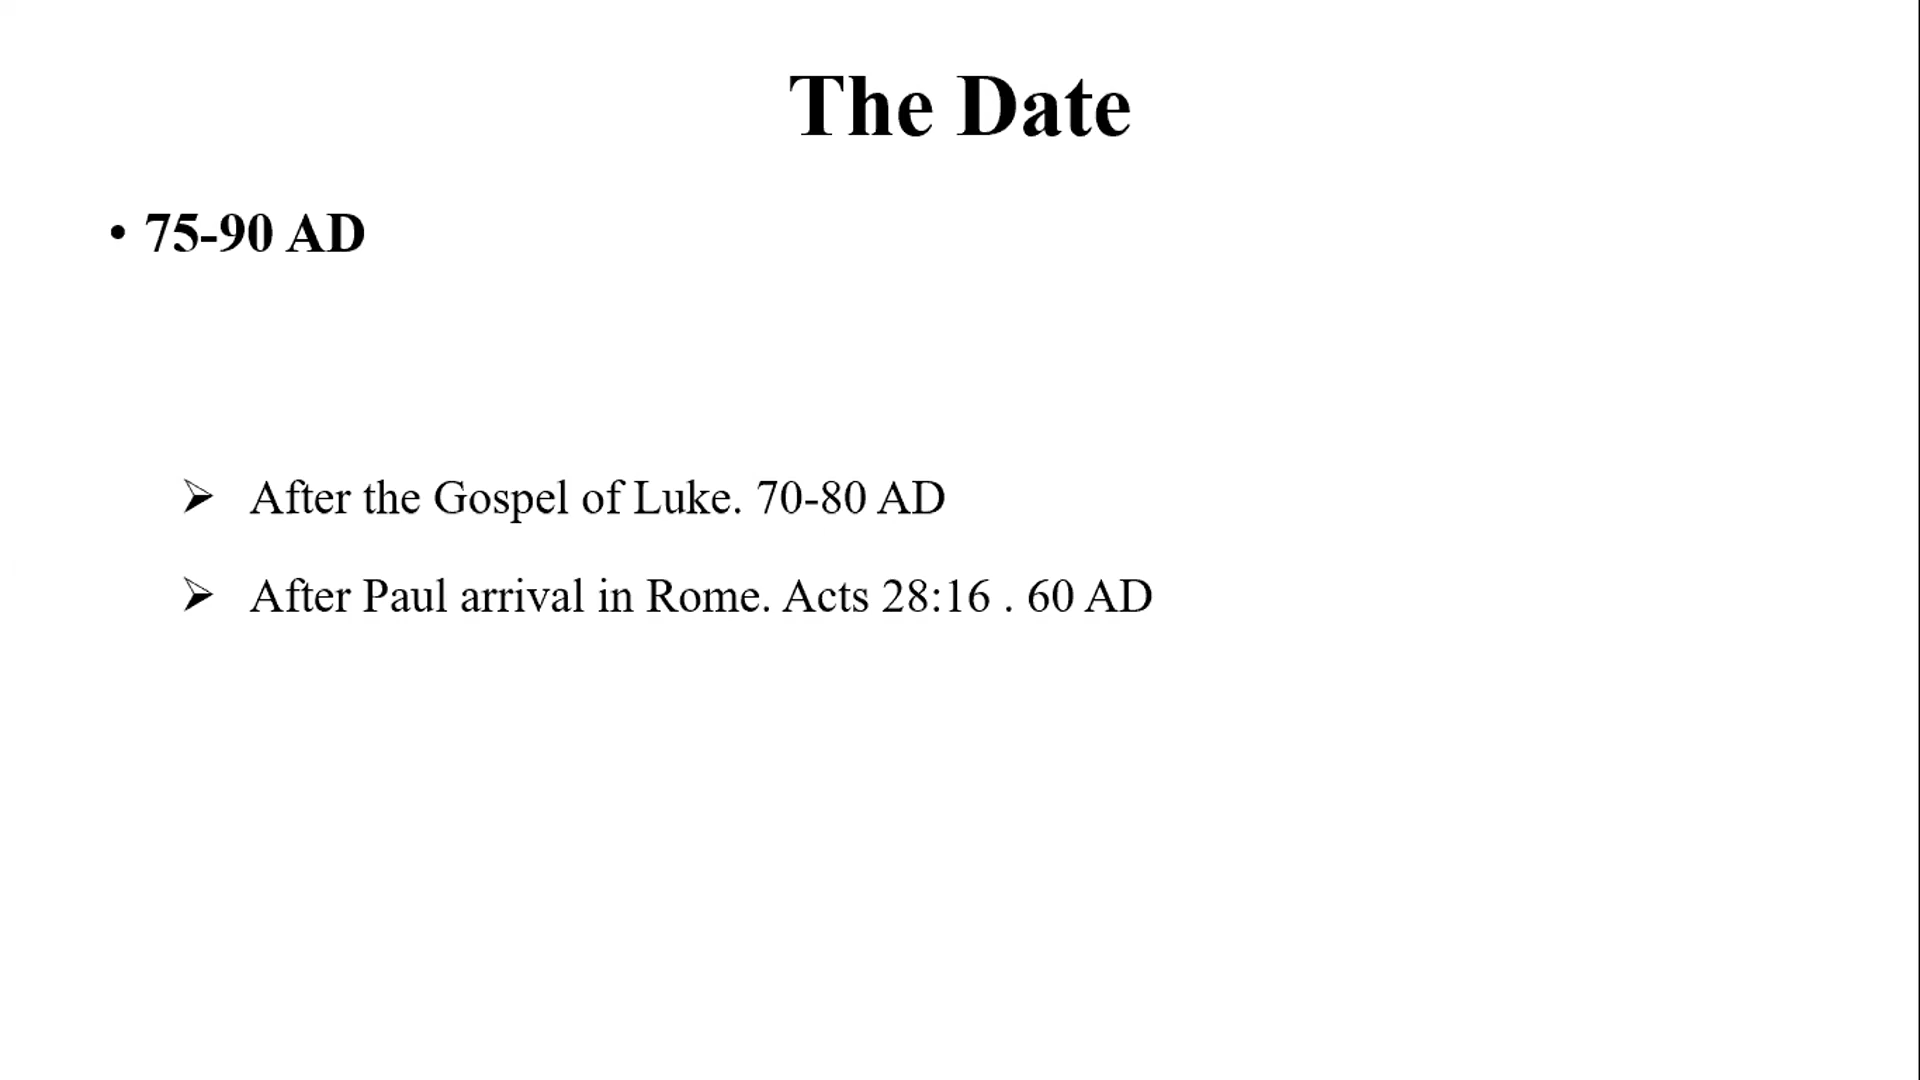 The Date
• 75-90 AD
➢ After the Gospel of Luke. 70-80 AD
➢ After Paul arrival in Rome. Acts 28:16 . 60 AD